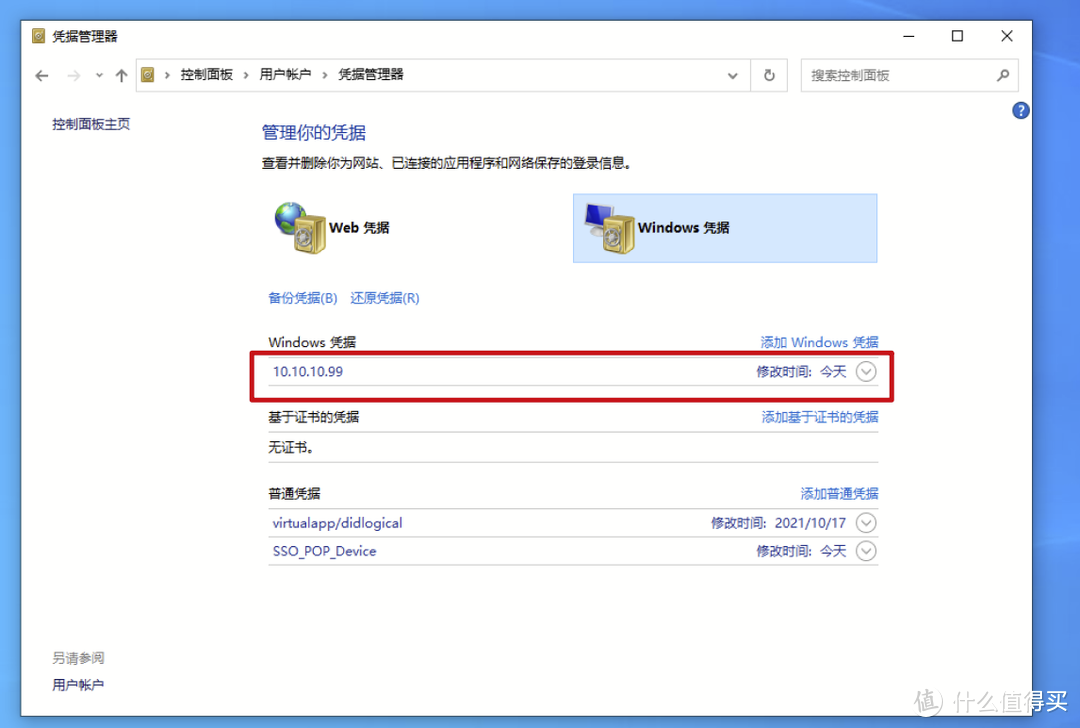 凭据管理器
控制面板 > 用户帐户 > 凭据管理器
搜索控制面板
控制面板主页
管理你的凭据
查看并删除你为网站、已连接的应用程序和网络保存的登录信息。
Web 凭据
Windows 凭据
备份凭据(B) 还原凭据(R)
Windows 凭据 添加 Windows 凭据
10.10.10.99 修改时间: 今天
基于证书的凭据 添加基于证书的凭据
无证书。
普通凭据 添加普通凭据
virtualapp/didlogical 修改时间: 2021/10/17
SSO_POP_Device 修改时间: 今天
另请参阅
用户帐户
值 什么值得买